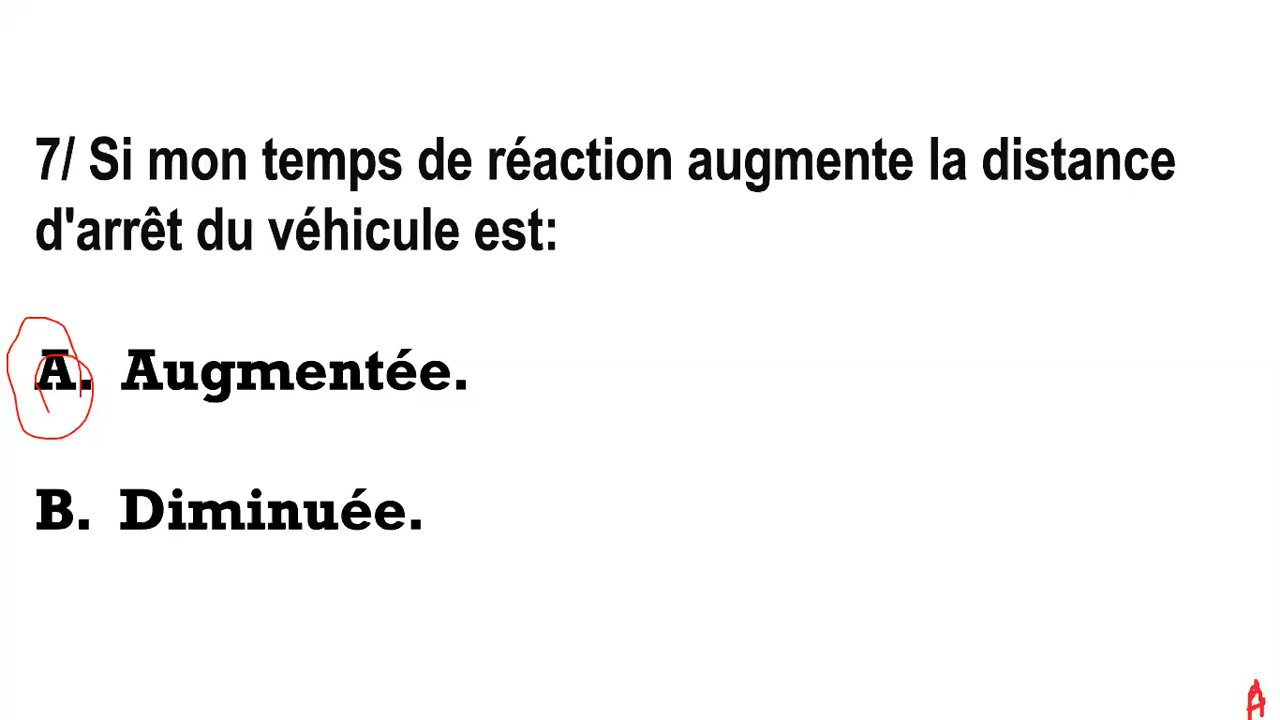 7/ Si mon temps de réaction augmente la distance
d'arrêt du véhicule est:
A. Augmentée.
B. Diminuée.
A